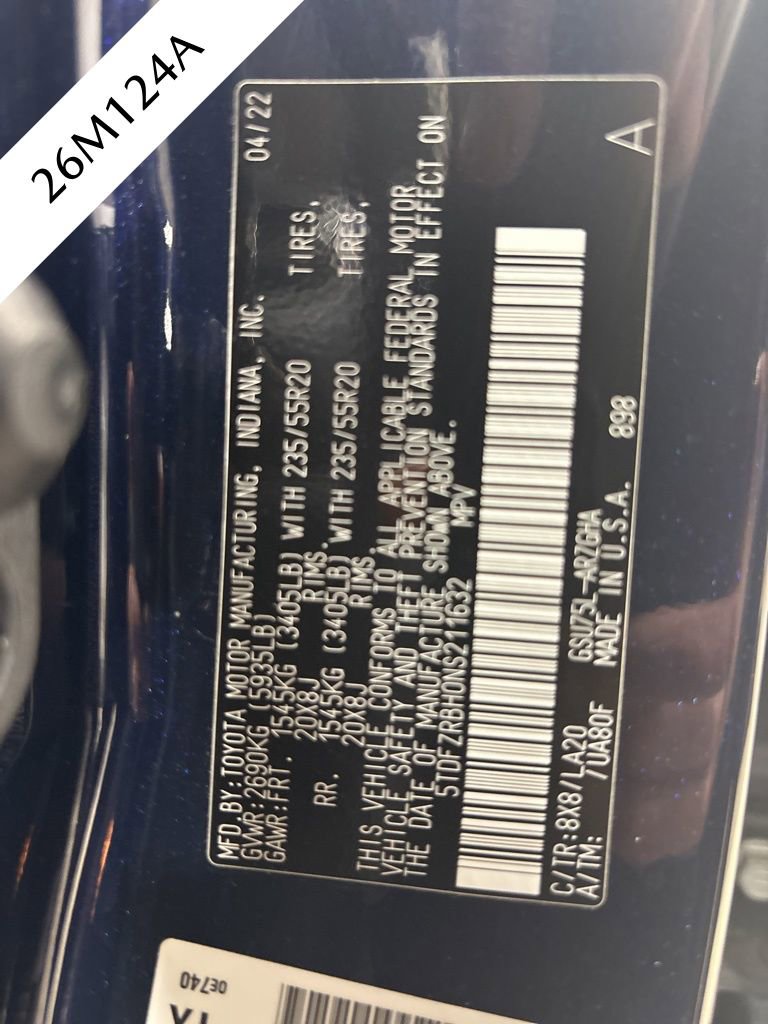 26M124A
MFD.BY:TOYOTA MOTOR MANUFACTURING, INDIANA, INC. 04/22
GVWR:2690KG (5935LB)
GAWR:FRT. 1545KG (3405LB) WITH 235/55R20 TIRES,
20X8J RIMS.
RR. 1545KG (3405LB) WITH 235/55R20 TIRES,
20X8J RIMS.
THIS VEHICLE CONFORMS TO ALL APPLICABLE FEDERAL MOTOR
VEHICLE SAFETY AND THEFT PREVENTION STANDARDS IN EFFECT ON
THE DATE OF MANUFACTURE SHOWN ABOVE.
5TDFZRBH0NS211632 MPV
C/TR:8X8/LA20 GSU75L-ARZGHA
A/TM: /UA80F MADE IN U.S.A. 898
A
0E740